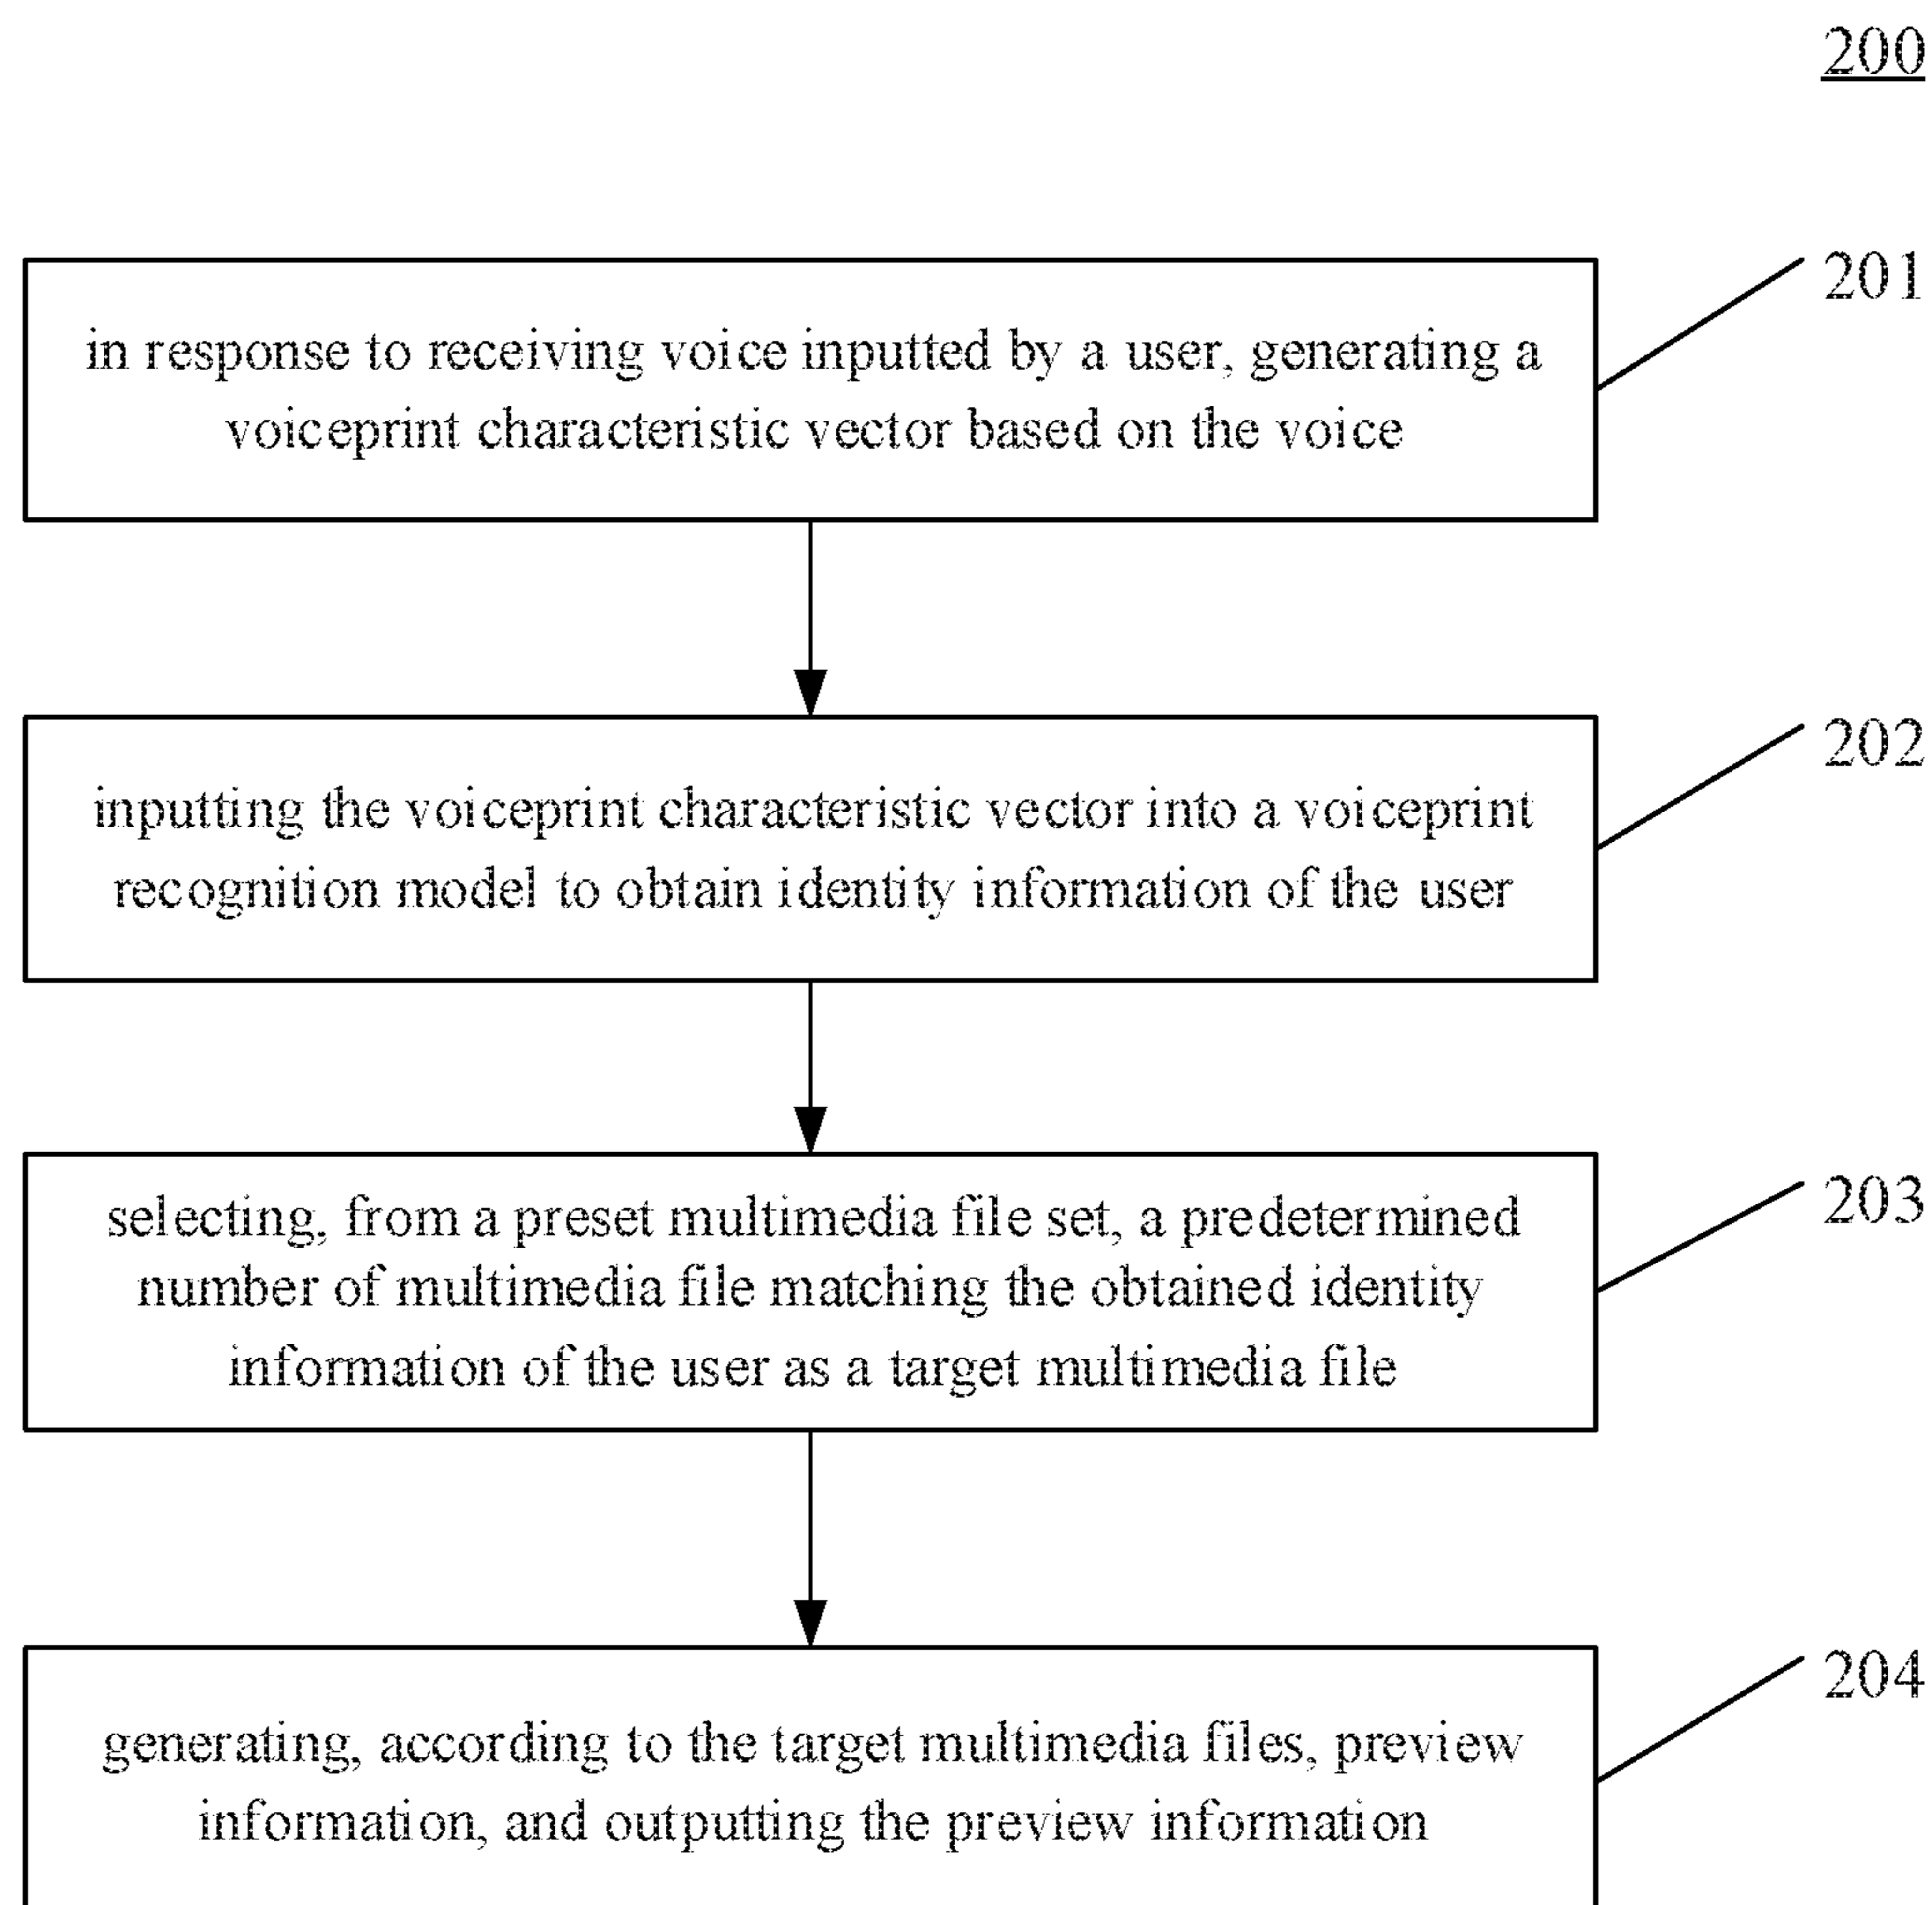 200
201
in response to receiving voice inputted by a user, generating a
voiceprint characteristic vector based on the voice
202
inputting the voiceprint characteristic vector into a voiceprint
recognition model to obtain identity information of the user
203
selecting, from a preset multimedia file set, a predetermined
number of multimedia file matching the obtained identity
information of the user as a target multimedia file
204
generating, according to the target multimedia files, preview
information, and outputting the preview information